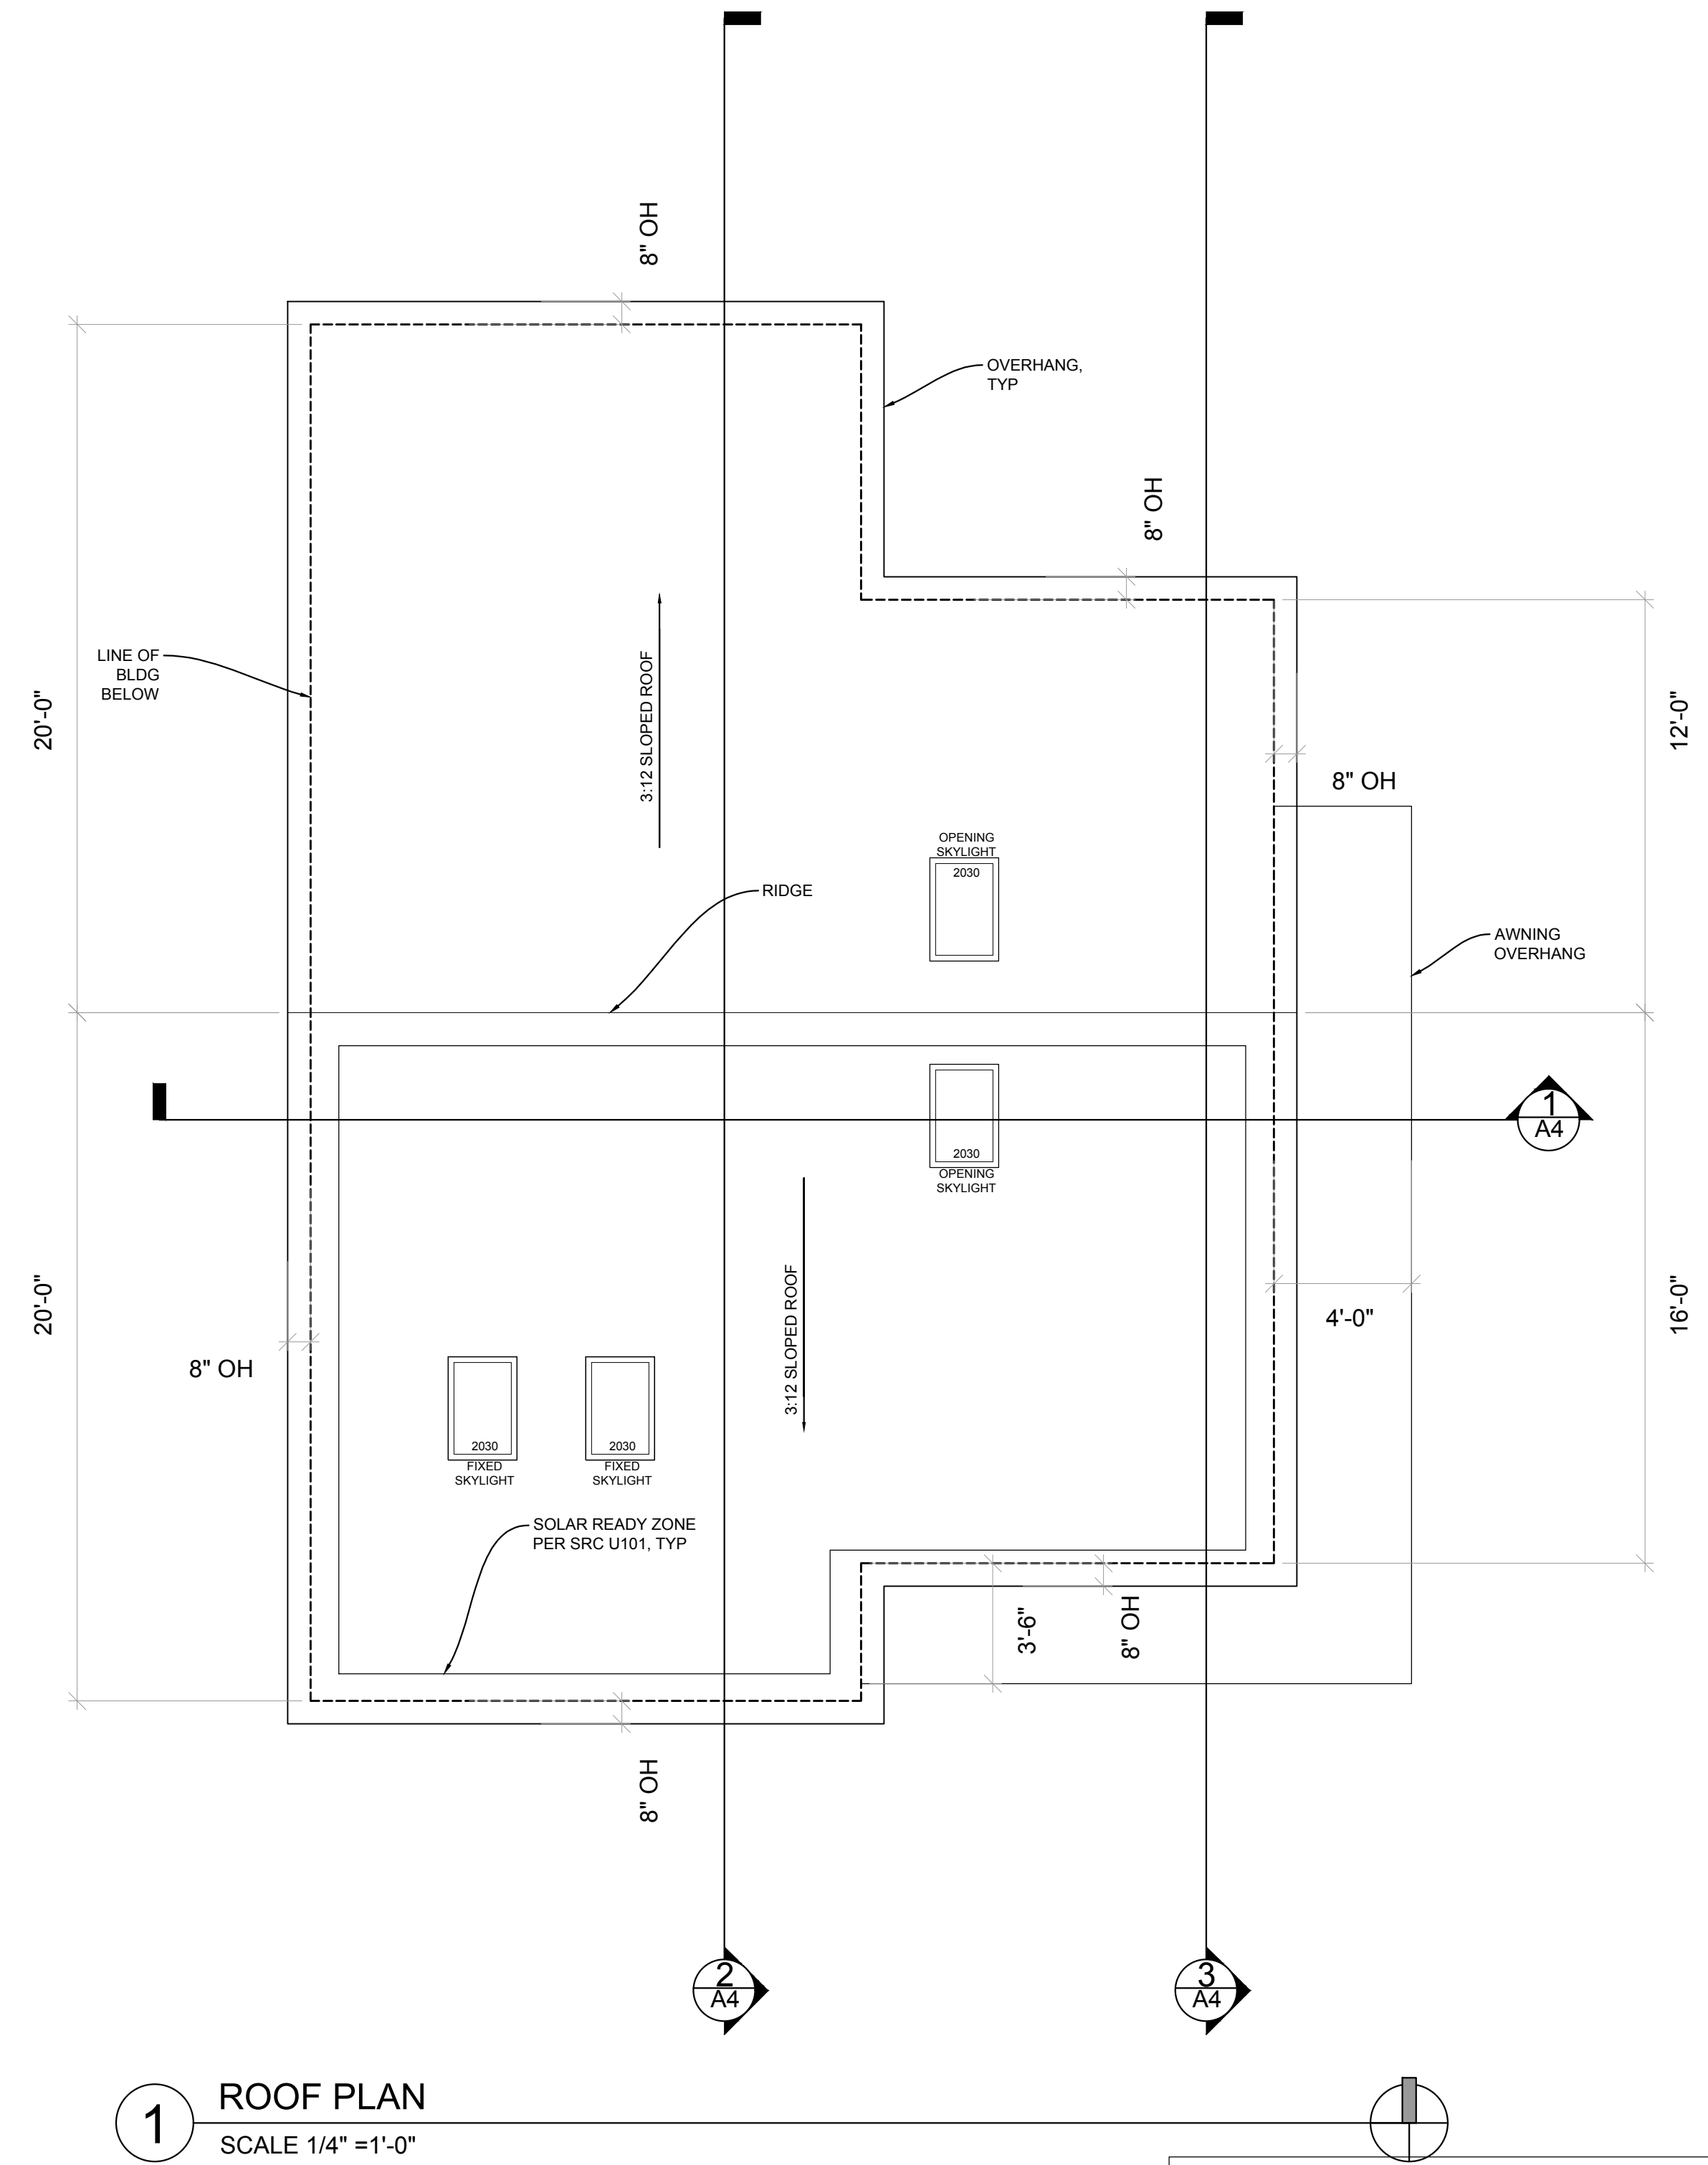 8" OH
OVERHANG,
TYP
8" OH
LINE OF
BLDG
BELOW
20'-0"
3:12 SLOPED ROOF
12'-0"
8" OH
OPENING
SKYLIGHT
2030
RIDGE
AWNING
OVERHANG
1
A4
2030
OPENING
SKYLIGHT
20'-0"
3:12 SLOPED ROOF
4'-0"
16'-0"
8" OH
2030
FIXED
SKYLIGHT
2030
FIXED
SKYLIGHT
SOLAR READY ZONE
PER SRC U101, TYP
3'-6"
8" OH
8" OH
2
A4
3
A4
1
ROOF PLAN
SCALE 1/4" =1'-0"